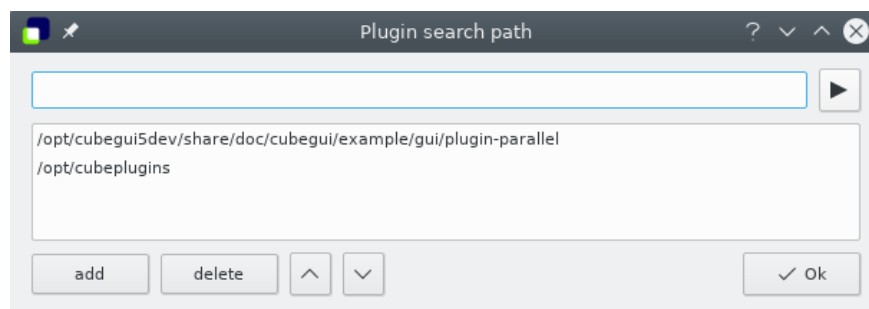 Plugin search path
/opt/cubegui5dev/share/doc/cubegui/example/gui/plugin-parallel
/opt/cubeplugins
add delete Ok